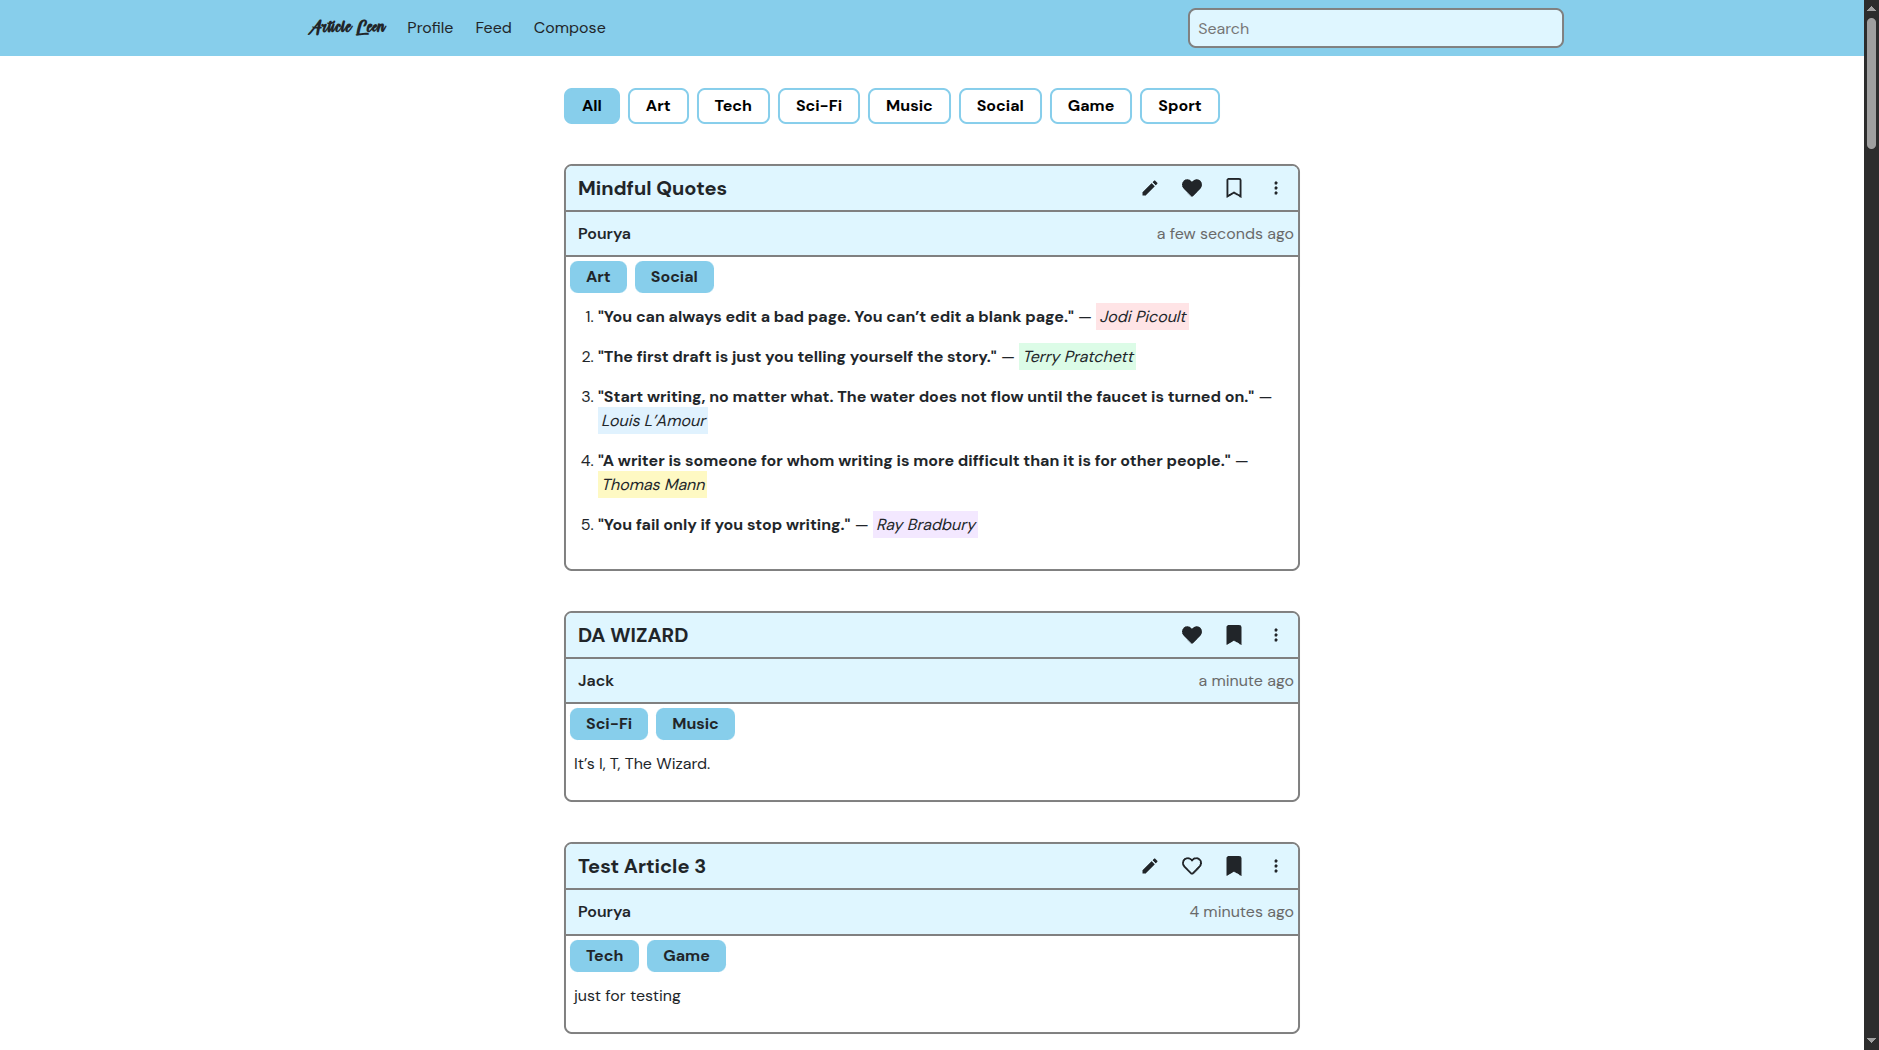 Article Leen Profile Feed Compose Search
All Art Tech Sci-Fi Music Social Game Sport
Mindful Quotes
Pourya a few seconds ago
Art Social
1. "You can always edit a bad page. You can’t edit a blank page." — Jodi Picoult
2. "The first draft is just you telling yourself the story." — Terry Pratchett
3. "Start writing, no matter what. The water does not flow until the faucet is turned on." —
Louis L’Amour
4. "A writer is someone for whom writing is more difficult than it is for other people." —
Thomas Mann
5. "You fail only if you stop writing." — Ray Bradbury
DA WIZARD
Jack a minute ago
Sci-Fi Music
It’s I, T, The Wizard.
Test Article 3
Pourya 4 minutes ago
Tech Game
just for testing